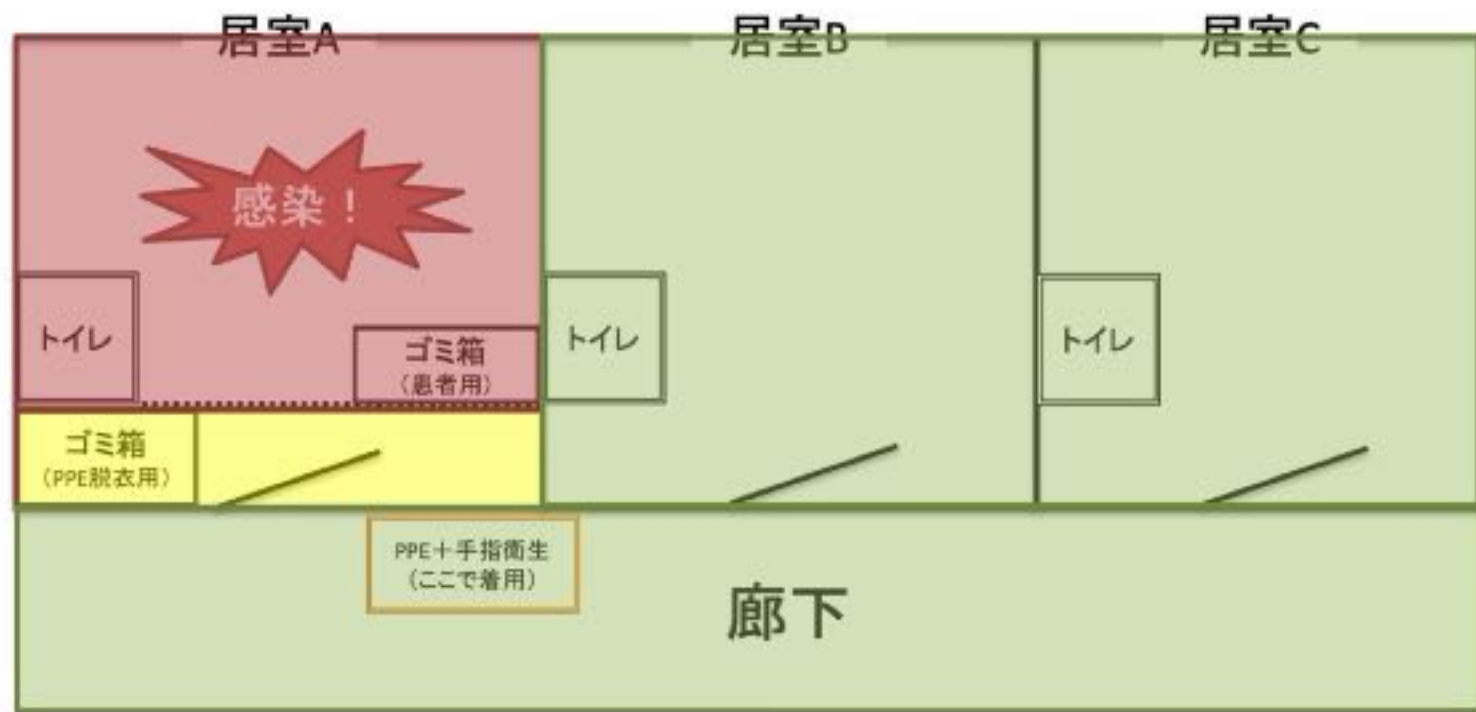 居室A
居室B
居室C
感染！
トイレ
ゴミ箱
（患者用）
トイレ
トイレ
ゴミ箱
（PPE脱衣用）
PPE＋手指衛生
（ここで着用）
廊下